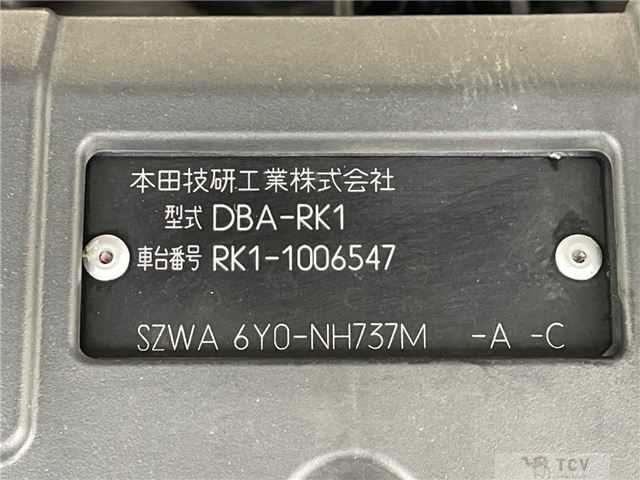 本田技研工業株式会社
型式 DBA-RK1
車台番号 RK1-1006547
SZWA 6Y0-NH737M -A -C
TCV